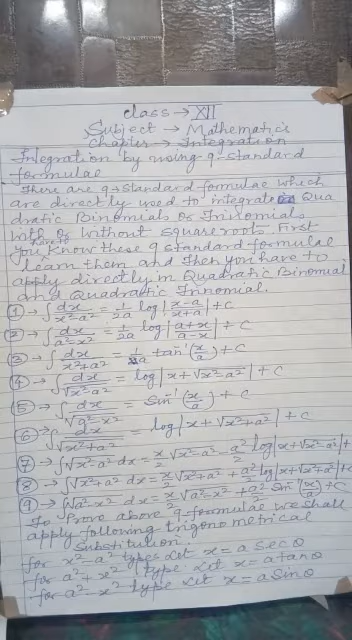 class → XII
Subject → Mathematics
Chapter → Integration
Integration by using 9-standard
formulae
There are 9-standard formulae which
are directly used to integrate Qua
dratic Binomials or Trinomials
with or without square roots. First
you have to know these 9 standard formulae
learn them and then you have to
apply directly in Quadratic Binomial
and Quadratic Trinomial.
① → ∫ dx/(x²-a²) = 1/2a log|(x-a)/(x+a)| + C
② → ∫ dx/(a²-x²) = 1/2a log|(a+x)/(a-x)| + C
③ → ∫ dx/(x²+a²) = 1/a tan⁻¹(x/a) + C
④ → ∫ dx/√(x²-a²) = log|x+√(x²-a²)| + C
⑤ → ∫ dx/√(a²-x²) = Sin⁻¹(x/a) + C
⑥ → ∫ dx/√(x²+a²) = log|x+√(x²+a²)| + C
⑦ → ∫√(x²-a²) dx = x/2 √(x²-a²) - a²/2 log|x+√(x²-a²)| +
⑧ → ∫√(x²+a²) dx = x/2 √(x²+a²) + a²/2 log|x+√(x²+a²)| + C
⑨ → ∫√(a²-x²) dx = x/2 √(a²-x²) + a²/2 Sin⁻¹(x/a) + C
To Prove above 9 formulae we shall
apply following trigonometrical
Substitution:
for x²-a² types Let x = a secθ
for a²+x² type Let x = a tanθ
for a²-x² type Let x = a sinθ